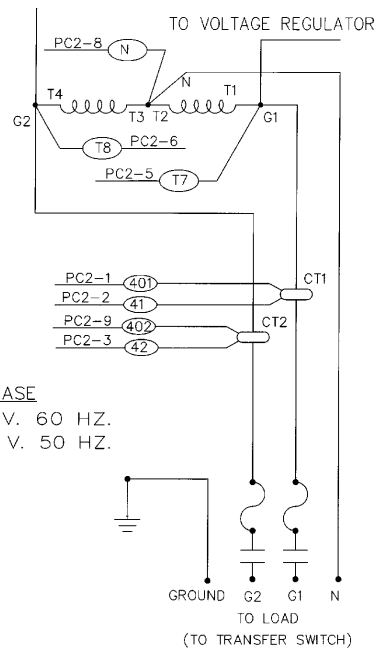 TO VOLTAGE REGULATOR
PC2-8
N
N
T4
T1
T3
T2
G2
G1
T8
PC2-6
PC2-5
T7
PC2-1
401
CT1
PC2-2
41
PC2-9
402
CT2
PC2-3
42
ASE
V. 60 HZ.
V. 50 HZ.
GROUND
G2
G1
N
TO LOAD
(TO TRANSFER SWITCH)